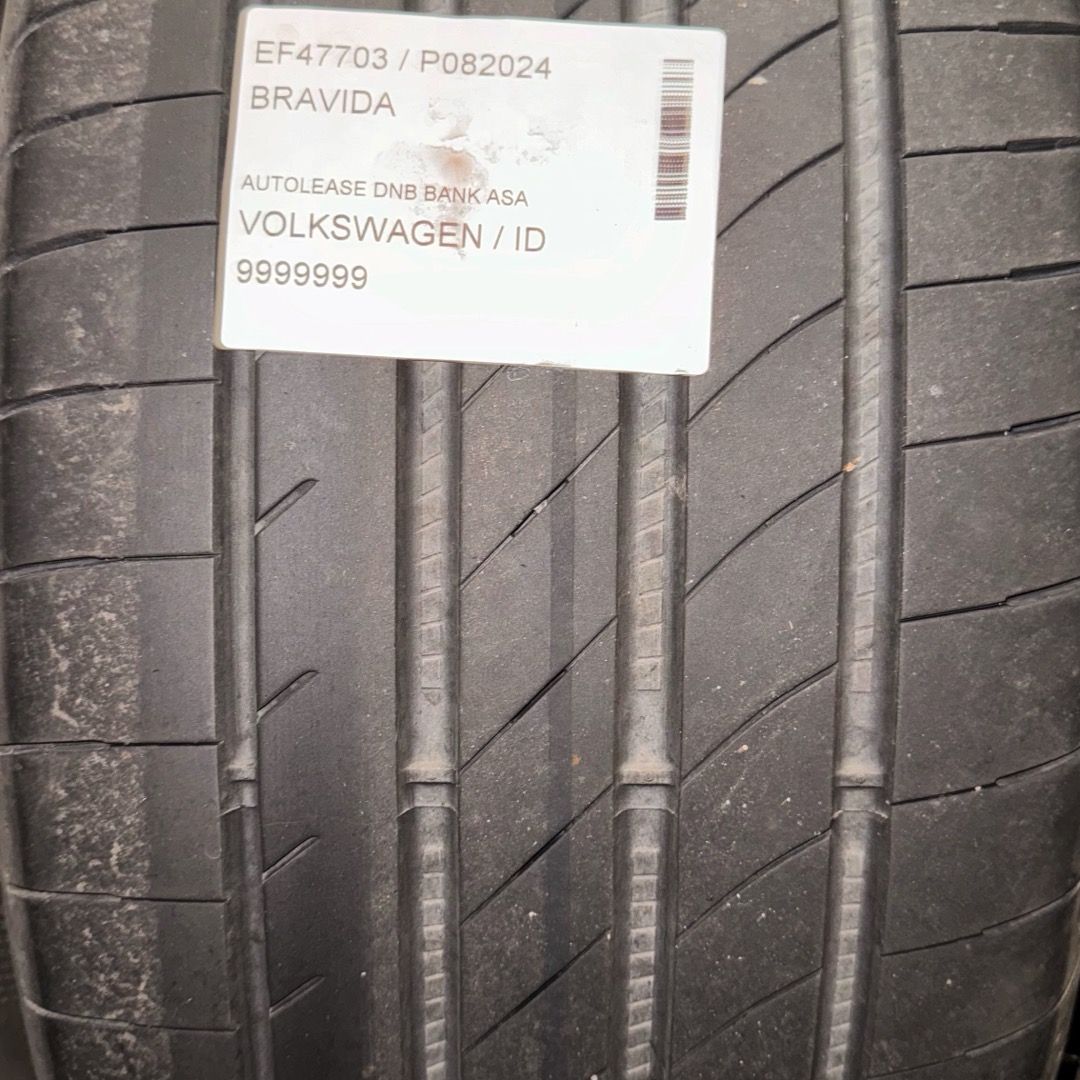 EF47703 / P082024
BRAVIDA
AUTOLEASE DNB BANK ASA
VOLKSWAGEN / ID
9999999